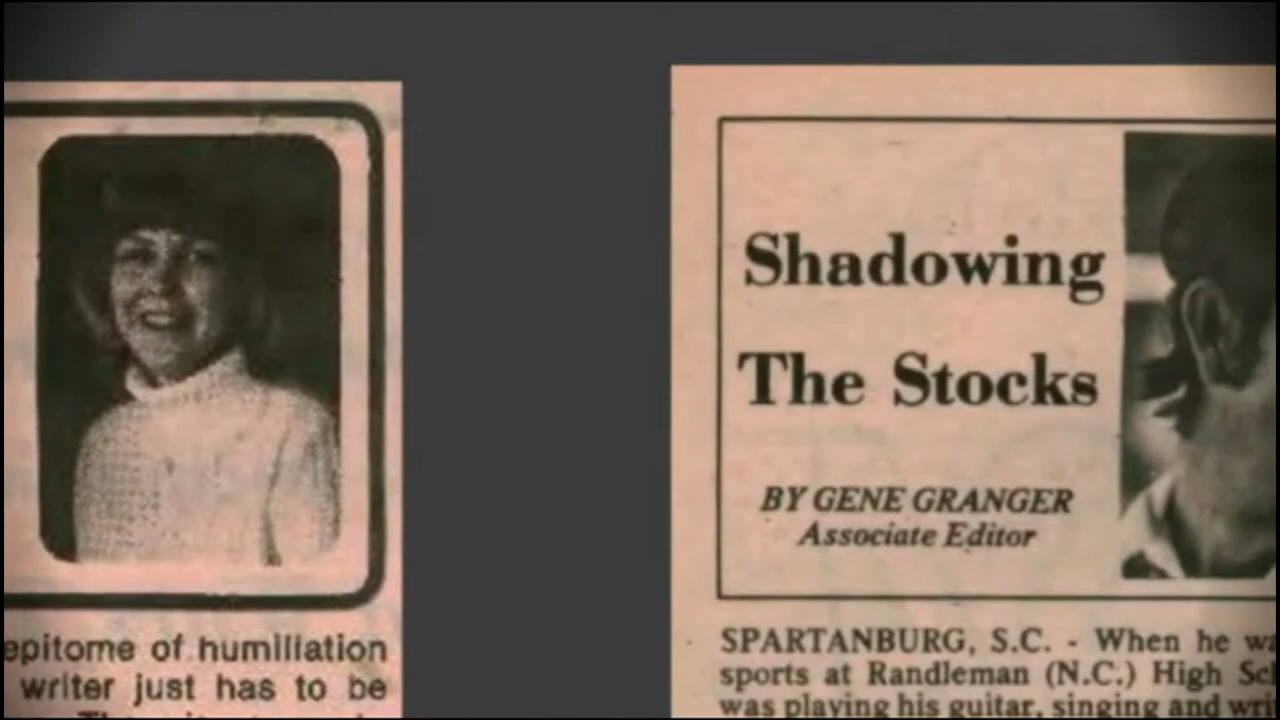 epitome of humiliation
writer just has to be
Shadowing
The Stocks
BY GENE GRANGER
Associate Editor
SPARTANBURG, S.C. - When he
sports at Randleman (N.C.) High
was playing his guitar, singing and